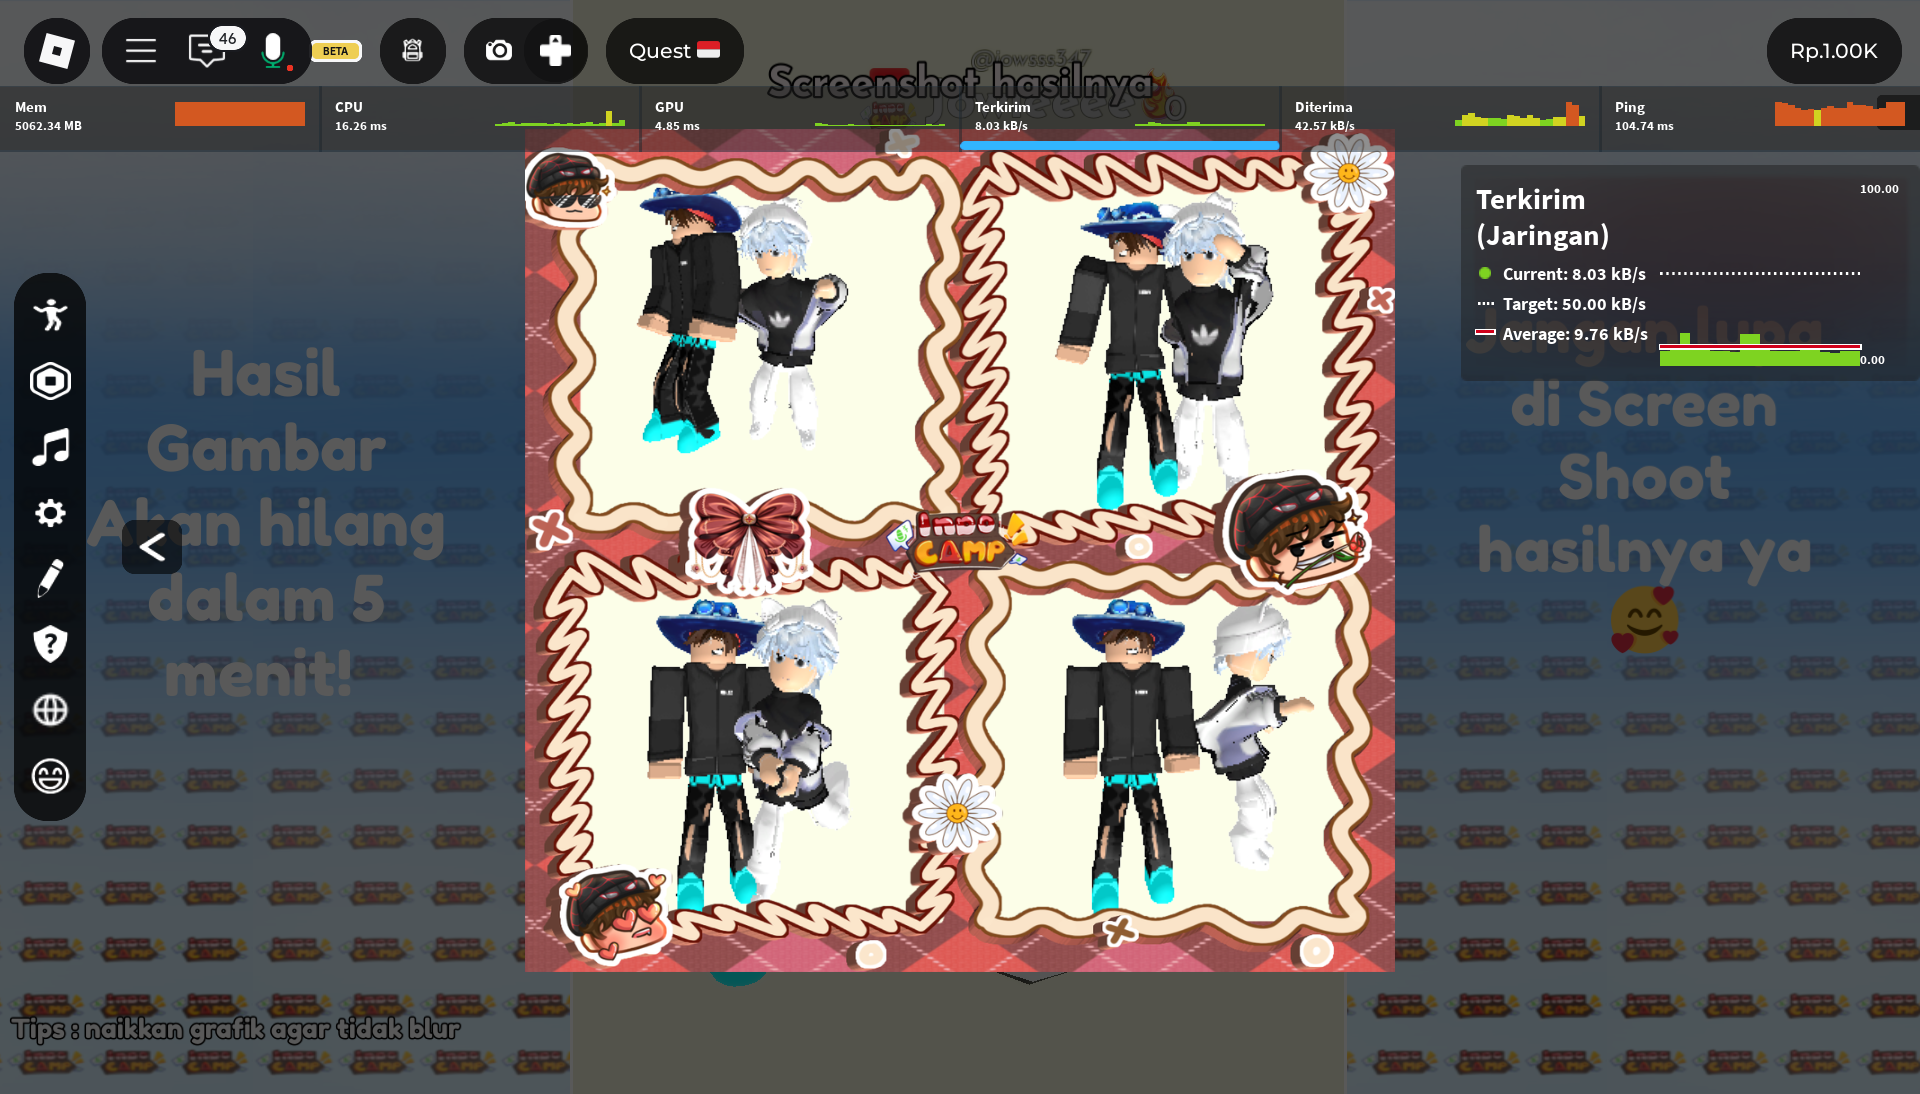 46
BETA
Quest
Rp.1.00K
@jowsss347
Screenshot hasilnya
Mem
5062.34 MB
CPU
16.26 ms
GPU
4.85 ms
Terkirim
8.03 kB/s
Diterima
42.57 kB/s
Ping
104.74 ms
Terkirim
(Jaringan)
100.00
Current: 8.03 kB/s
Target: 50.00 kB/s
Average: 9.76 kB/s
0.00
Hasil
Gambar
Akan hilang
dalam 5
menit!
Jangan lupa
di Screen
Shoot
hasilnya ya
INDO
CAMP
Tips : naikkan grafik agar tidak blur